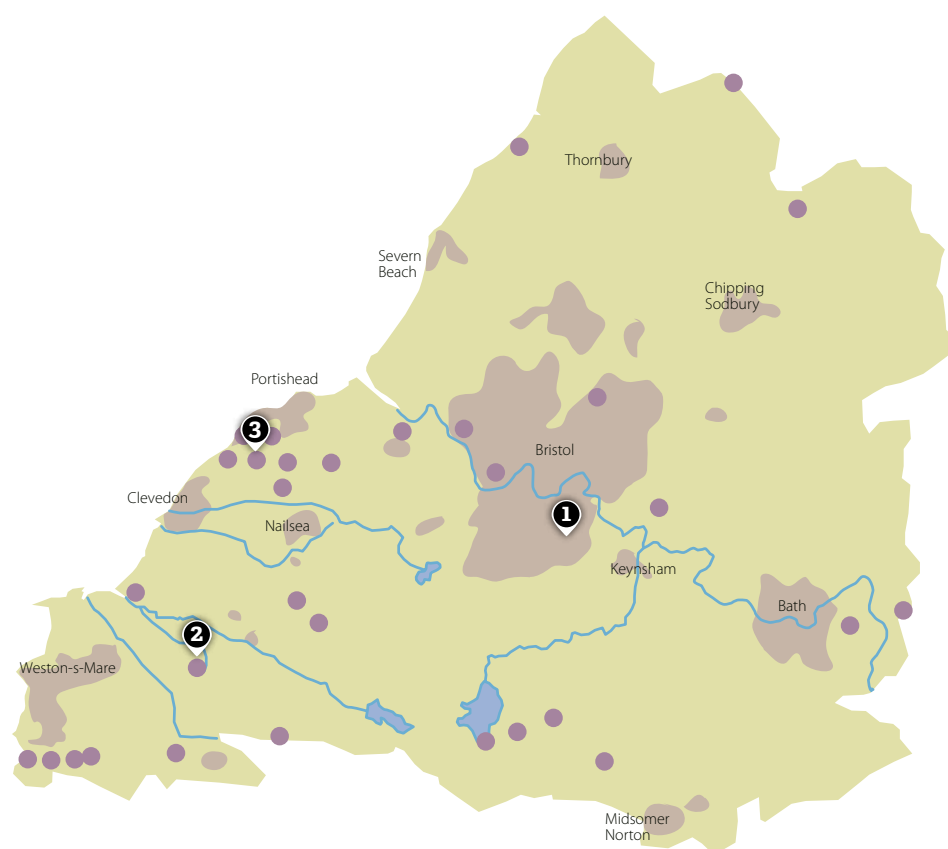 Thornbury
Severn
Beach
Chipping
Sodbury
Portishead
3
Bristol
Clevedon
1
Nailsea
Keynsham
Bath
2
Weston-s-Mare
Midsomer
Norton